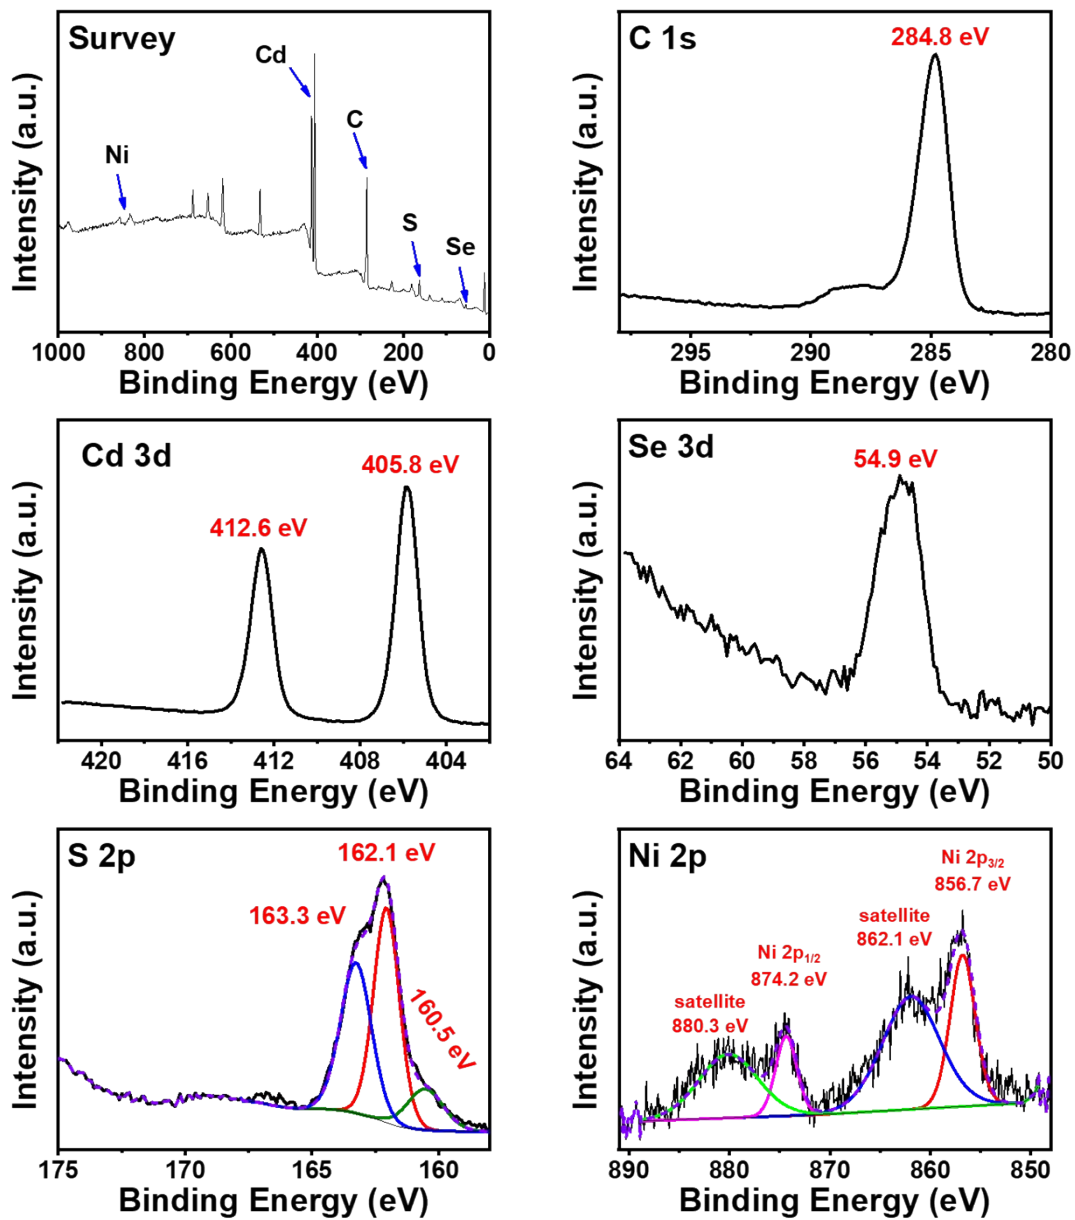 Survey
Cd
C
Ni
S
Se
Intensity (a.u.)
1000 800 600 400 200 0
Binding Energy (eV)
C 1s
284.8 eV
Intensity (a.u.)
295 290 285 280
Binding Energy (eV)
Cd 3d
405.8 eV
412.6 eV
Intensity (a.u.)
420 416 412 408 404
Binding Energy (eV)
Se 3d
54.9 eV
Intensity (a.u.)
64 62 60 58 56 54 52 50
Binding Energy (eV)
S 2p
162.1 eV
163.3 eV
160.5 eV
Intensity (a.u.)
175 170 165 160
Binding Energy (eV)
Ni 2p
Ni 2p3/2
856.7 eV
satellite
862.1 eV
Ni 2p1/2
874.2 eV
satellite
880.3 eV
Intensity (a.u.)
890 880 870 860 850
Binding Energy (eV)